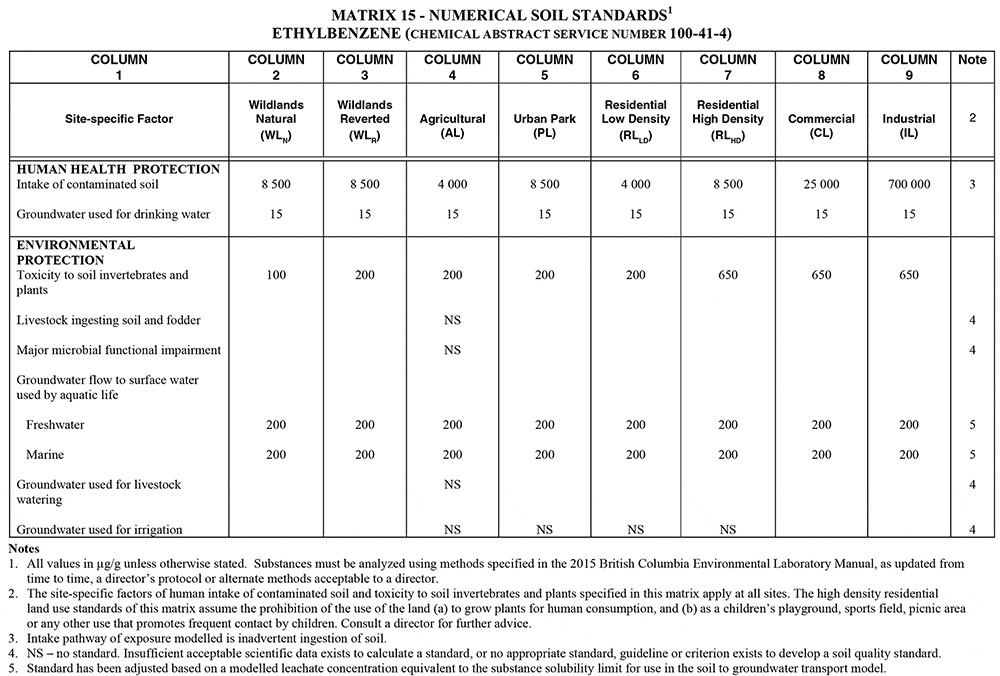 MATRIX 15 - NUMERICAL SOIL STANDARDS1
ETHYLBENZENE (CHEMICAL ABSTRACT SERVICE NUMBER 100-41-4)
COLUMN COLUMN COLUMN COLUMN COLUMN COLUMN COLUMN COLUMN COLUMN Note
1 2 3 4 5 6 7 8 9
Wildlands Wildlands Residential Residential
Site-specific Factor Natural Reverted Agricultural Urban Park Low Density High Density Commercial Industrial 2
(WLN) (WLR) (AL) (PL) (RLLD) (RLHD) (CL) (IL)
HUMAN HEALTH PROTECTION
Intake of contaminated soil 8 500 8 500 4 000 8 500 4 000 8 500 25 000 700 000 3
Groundwater used for drinking water 15 15 15 15 15 15 15 15
ENVIRONMENTAL
PROTECTION
Toxicity to soil invertebrates and 100 200 200 200 200 650 650 650
plants
Livestock ingesting soil and fodder NS 4
Major microbial functional impairment NS 4
Groundwater flow to surface water
used by aquatic life
Freshwater 200 200 200 200 200 200 200 200 5
Marine 200 200 200 200 200 200 200 200 5
Groundwater used for livestock NS 4
watering
Groundwater used for irrigation NS NS NS NS 4
Notes
1. All values in µg/g unless otherwise stated. Substances must be analyzed using methods specified in the 2015 British Columbia Environmental Laboratory Manual, as updated from
time to time, a director's protocol or alternate methods acceptable to a director.
2. The site-specific factors of human intake of contaminated soil and toxicity to soil invertebrates and plants specified in this matrix apply at all sites. The high density residential
land use standards of this matrix assume the prohibition of the use of the land (a) to grow plants for human consumption, and (b) as a children's playground, sports field, picnic area
or any other use that promotes frequent contact by children. Consult a director for further advice.
3. Intake pathway of exposure modelled is inadvertent ingestion of soil.
4. NS – no standard. Insufficient acceptable scientific data exists to calculate a standard, or no appropriate standard, guideline or criterion exists to develop a soil quality standard.
5. Standard has been adjusted based on a modelled leachate concentration equivalent to the substance solubility limit for use in the soil to groundwater transport model.